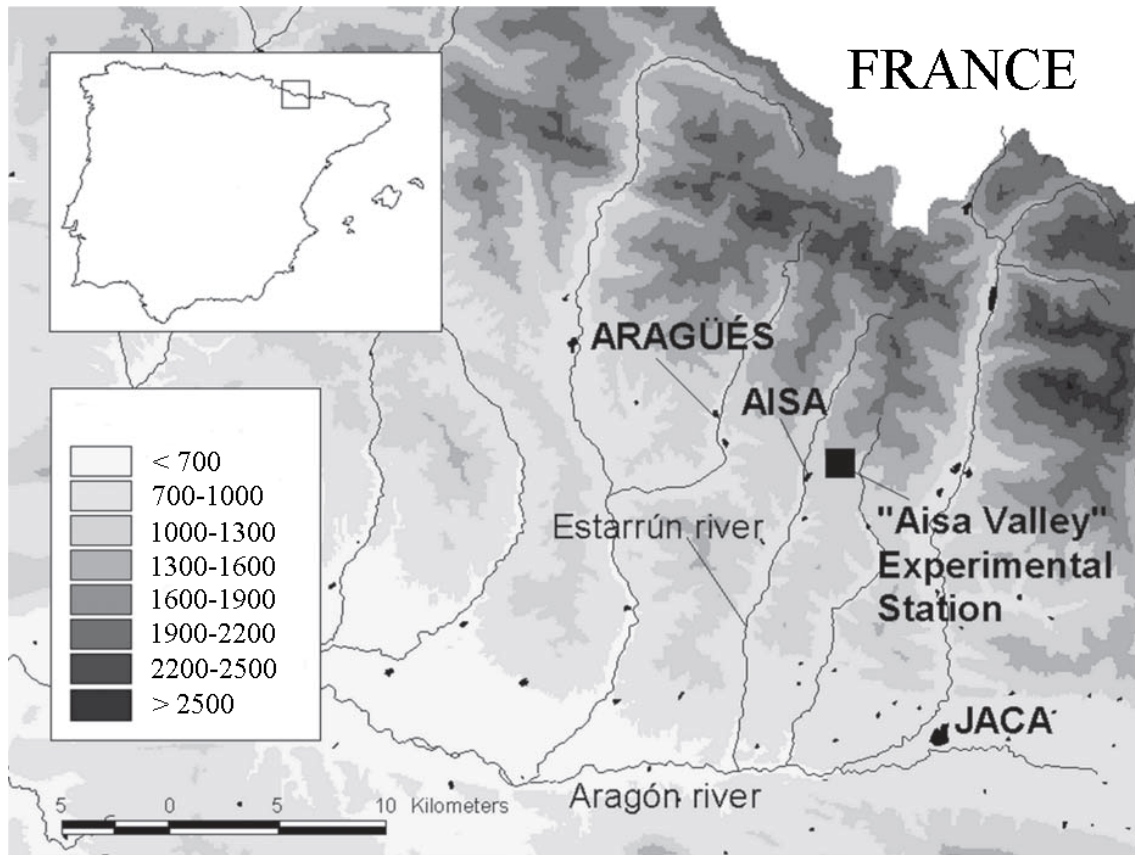 FRANCE
ARAGÜÉS
AISA
Estarrún river
"Aisa Valley"
Experimental
Station
< 700
700-1000
1000-1300
1300-1600
1600-1900
1900-2200
2200-2500
> 2500
JACA
Aragón river
5 0 5 10 Kilometers